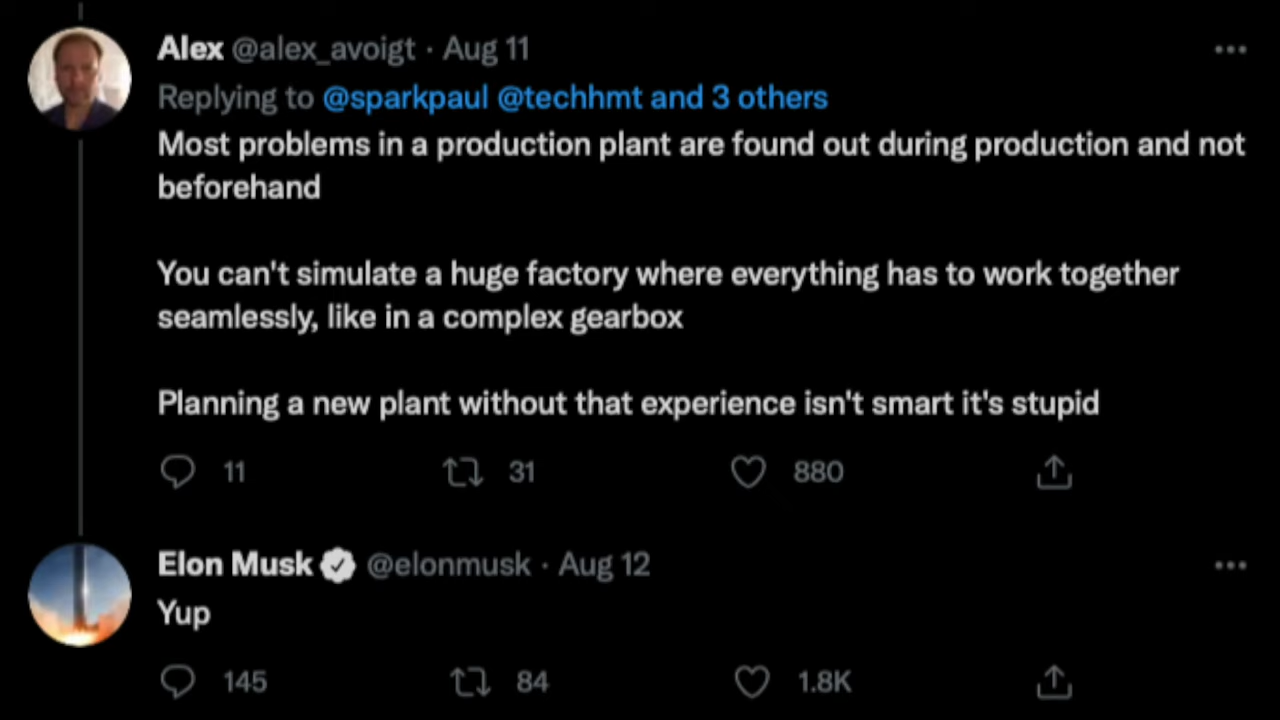 Alex @alex_avoigt · Aug 11
Replying to @sparkpaul @techhmt and 3 others
Most problems in a production plant are found out during production and not
beforehand
You can't simulate a huge factory where everything has to work together
seamlessly, like in a complex gearbox
Planning a new plant without that experience isn't smart it's stupid
11 31 880
Elon Musk @elonmusk · Aug 12
Yup
145 84 1.8K